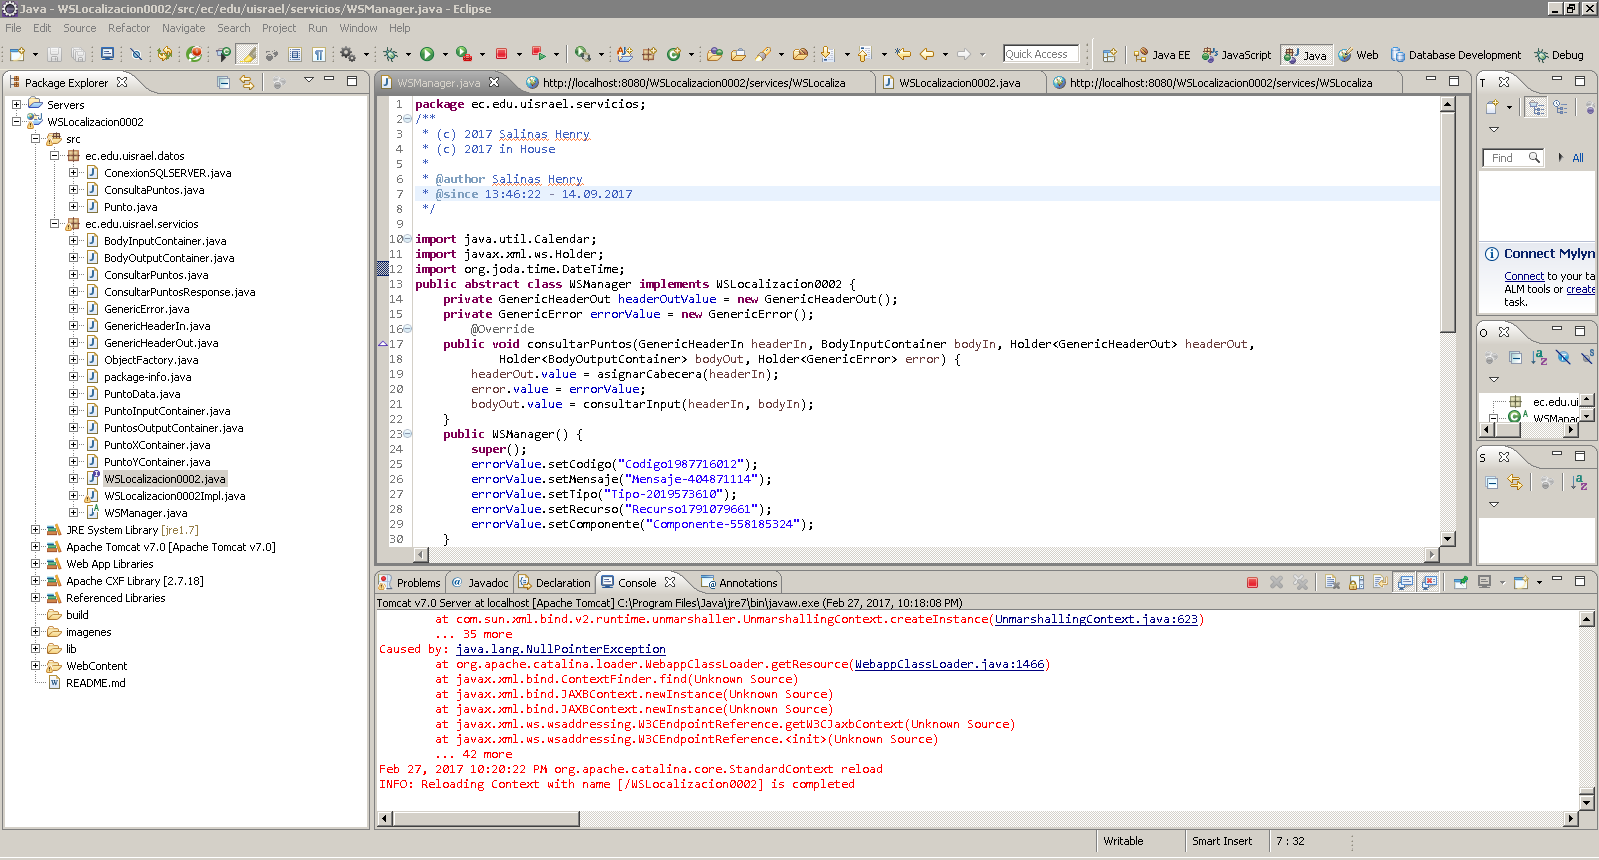 Java - WSLocalizacion0002/src/ec/edu/uisrael/servicios/WSManager.java - Eclipse
File Edit Source Refactor Navigate Search Project Run Window Help
Quick Access Java EE JavaScript Java Web Database Development Debug
Package Explorer
Servers
WSLocalizacion0002
src
ec.edu.uisrael.datos
ConexionSQLSERVER.java
ConsultaPuntos.java
Punto.java
ec.edu.uisrael.servicios
BodyInputContainer.java
BodyOutputContainer.java
ConsultarPuntos.java
ConsultarPuntosResponse.java
GenericError.java
GenericHeaderIn.java
GenericHeaderOut.java
ObjectFactory.java
package-info.java
PuntoData.java
PuntoInputContainer.java
PuntosOutputContainer.java
PuntoXContainer.java
PuntoYContainer.java
WSLocalizacion0002.java
WSLocalizacion0002Impl.java
WSManager.java
JRE System Library [jre1.7]
Apache Tomcat v7.0 [Apache Tomcat v7.0]
Web App Libraries
Apache CXF Library [2.7.18]
Referenced Libraries
build
imagenes
lib
WebContent
README.md
WSManager.java http://localhost:8080/WSLocalizacion0002/services/WSLocaliza WSLocalizacion0002.java http://localhost:8080/WSLocalizacion0002/services/WSLocaliza
1 package ec.edu.uisrael.servicios;
2 /**
3 * (c) 2017 Salinas Henry
4 * (c) 2017 in House
5 *
6 * @author Salinas Henry
7 * @since 13:46:22 - 14.09.2017
8 */
9
10 import java.util.Calendar;
11 import javax.xml.ws.Holder;
12 import org.joda.time.DateTime;
13 public abstract class WSManager implements WSLocalizacion0002 {
14 private GenericHeaderOut headerOutValue = new GenericHeaderOut();
15 private GenericError errorValue = new GenericError();
16 @Override
17 public void consultarPuntos(GenericHeaderIn headerIn, BodyInputContainer bodyIn, Holder<GenericHeaderOut> headerOut,
18 Holder<BodyOutputContainer> bodyOut, Holder<GenericError> error) {
19 headerOut.value = asignarCabecera(headerIn);
20 error.value = errorValue;
21 bodyOut.value = consultarInput(headerIn, bodyIn);
22 }
23 public WSManager() {
24 super();
25 errorValue.setCodigo("Codigo1987716012");
26 errorValue.setMensaje("Mensaje-404871114");
27 errorValue.setTipo("Tipo-2019573610");
28 errorValue.setRecurso("Recurso1791079661");
29 errorValue.setComponente("Componente-558185324");
30 }
T
Find All
Connect Mylyn
Connect to your ta
ALM tools or create
task.
O
ec.edu.ui
WSManag
S
Problems Javadoc Declaration Console Annotations
Tomcat v7.0 Server at localhost [Apache Tomcat] C:\Program Files\Java\jre7\bin\javaw.exe (Feb 27, 2017, 10:18:08 PM)
at com.sun.xml.bind.v2.runtime.unmarshaller.UnmarshallingContext.createInstance(UnmarshallingContext.java:623)
... 35 more
Caused by: java.lang.NullPointerException
at org.apache.catalina.loader.WebappClassLoader.getResource(WebappClassLoader.java:1466)
at javax.xml.bind.ContextFinder.find(Unknown Source)
at javax.xml.bind.JAXBContext.newInstance(Unknown Source)
at javax.xml.bind.JAXBContext.newInstance(Unknown Source)
at javax.xml.ws.wsaddressing.W3CEndpointReference.getW3CJaxbContext(Unknown Source)
at javax.xml.ws.wsaddressing.W3CEndpointReference.<init>(Unknown Source)
... 42 more
Feb 27, 2017 10:20:22 PM org.apache.catalina.core.StandardContext reload
INFO: Reloading Context with name [/WSLocalizacion0002] is completed
Writable Smart Insert 7 : 32